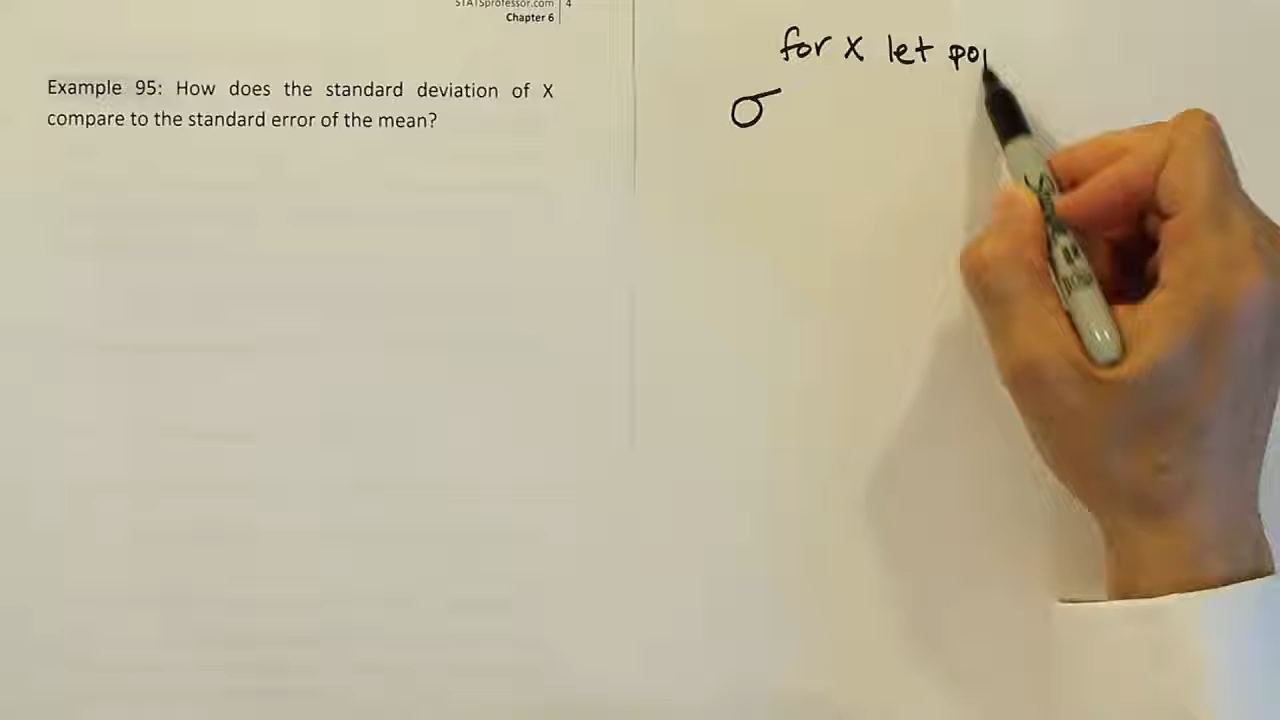 STATSprofessor.com | 4
Chapter 6
Example 95: How does the standard deviation of X
compare to the standard error of the mean?
for x let pop
σ